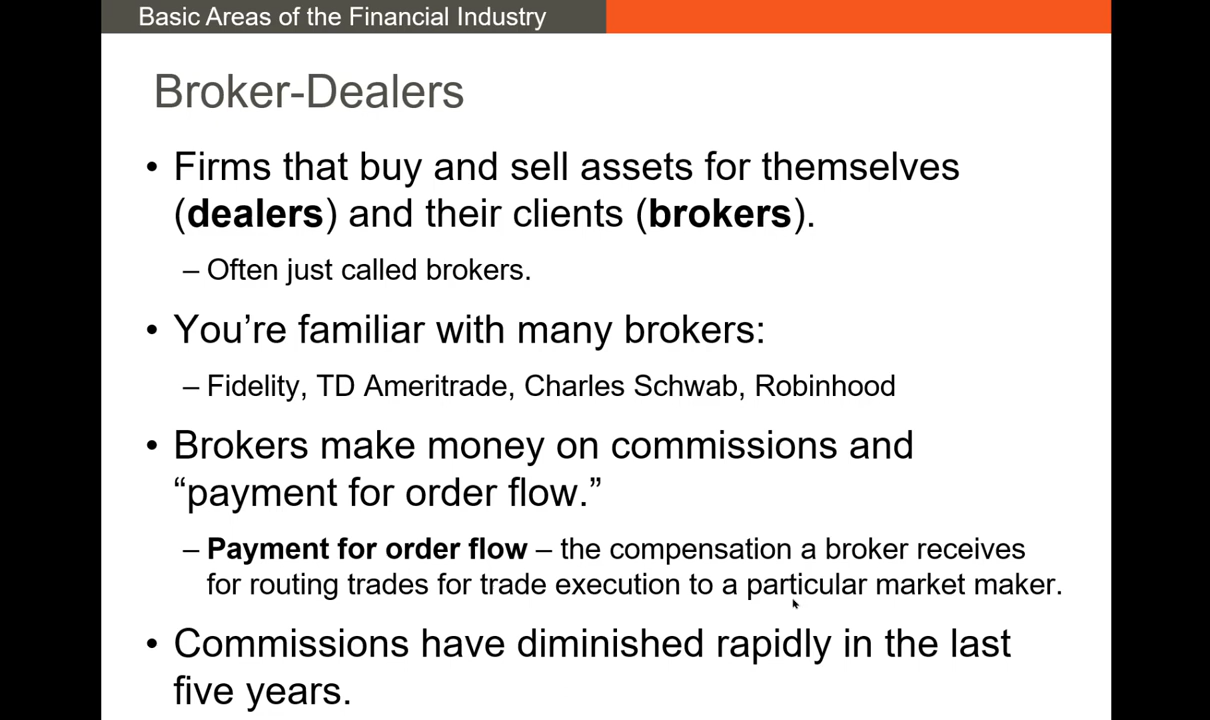 Basic Areas of the Financial Industry
Broker-Dealers
• Firms that buy and sell assets for themselves
(dealers) and their clients (brokers).
– Often just called brokers.
• You’re familiar with many brokers:
– Fidelity, TD Ameritrade, Charles Schwab, Robinhood
• Brokers make money on commissions and
“payment for order flow.”
– Payment for order flow – the compensation a broker receives
for routing trades for trade execution to a particular market maker.
• Commissions have diminished rapidly in the last
five years.